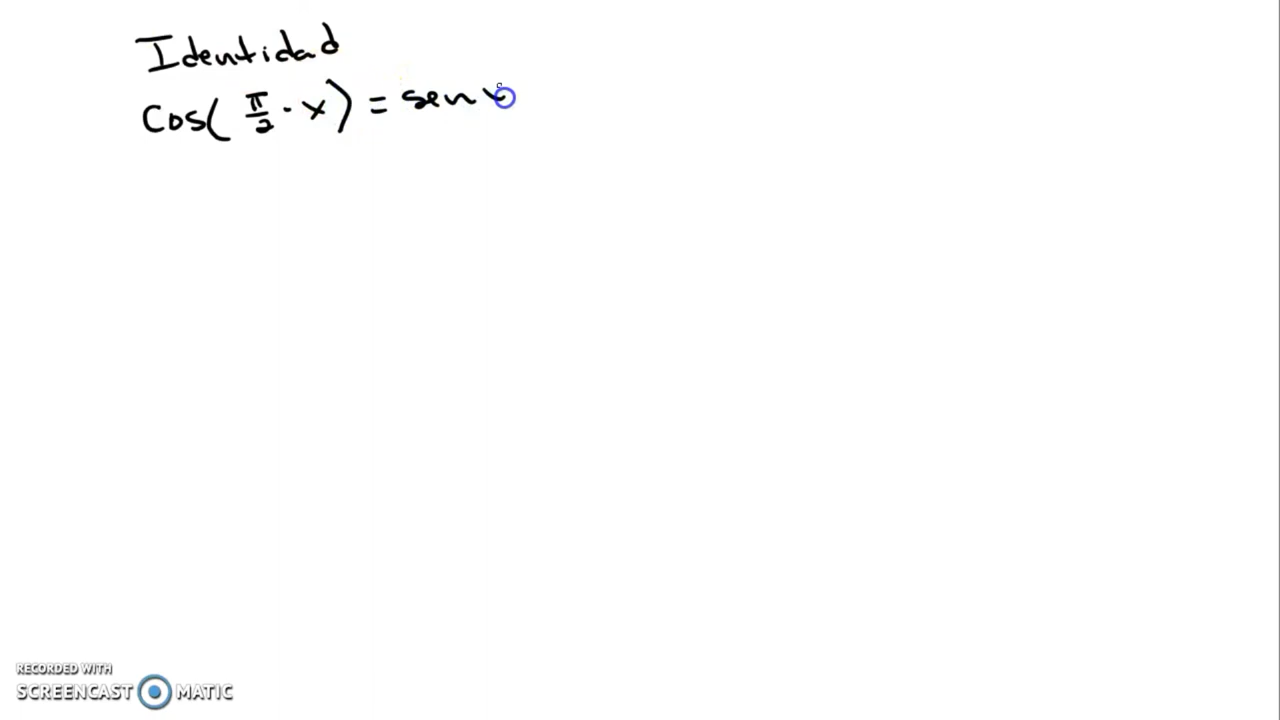 Identidad
Cos( π/2 - x ) = sen x
RECORDED WITH
SCREENCAST MATIC